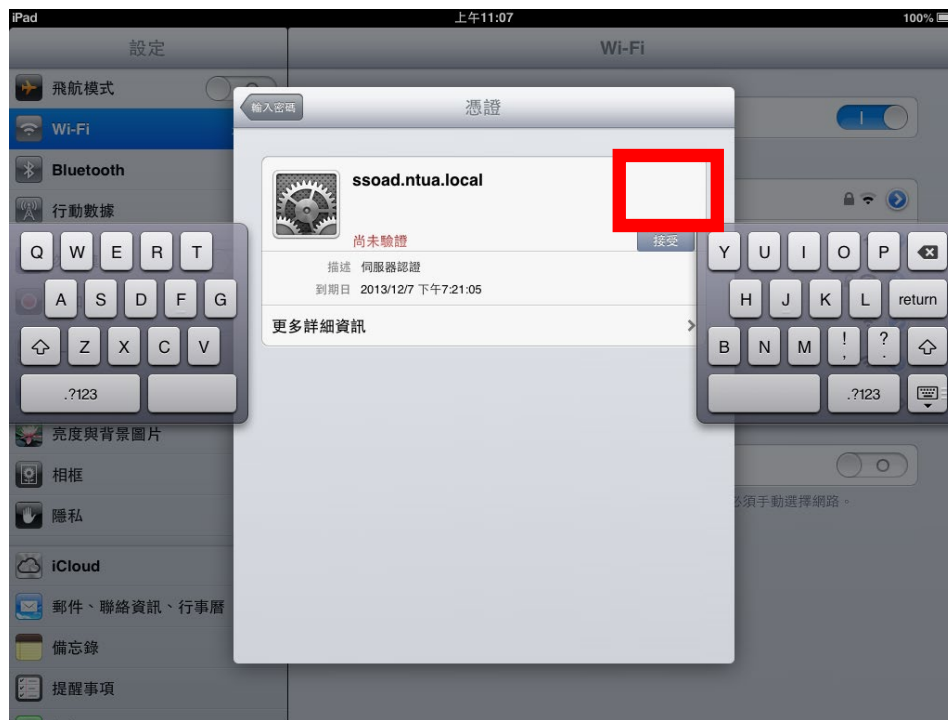 iPad 上午11:07 100%
設定
Wi-Fi
飛航模式
Wi-Fi
Bluetooth
行動數據
亮度與背景圖片
相框
隱私
iCloud
郵件、聯絡資訊、行事曆
備忘錄
提醒事項
輸入密碼
憑證
ssoad.ntua.local
尚未驗證
接受
描述 伺服器認證
到期日 2013/12/7 下午7:21:05
更多詳細資訊
必須手動選擇網路。
Q W E R T
A S D F G
Z X C V
.?123
Y U I O P
H J K L return
B N M ! , ? .
.?123